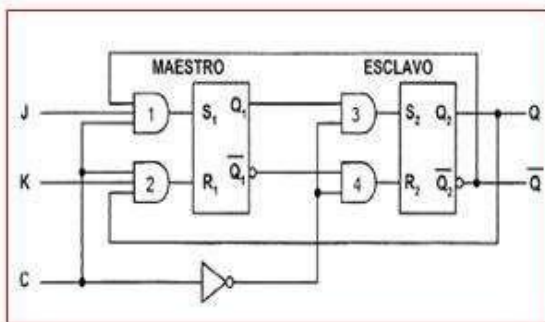 MAESTRO ESCLAVO
J 1 S₁ Q₁ 3 S₂ Q₂ Q
K 2 R₁ Q̅₁ 4 R₂ Q̅₂ Q̅
C